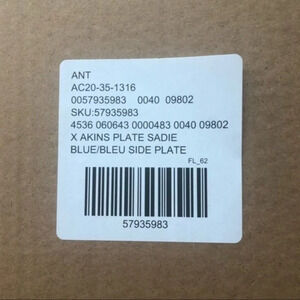 ANT
AC20-35-1316
0057935983 0040 09802
SKU:57935983
4536 060643 0000483 0040 09802
X AKINS PLATE SADIE
BLUE/BLEU SIDE PLATE
FL_62
57935983